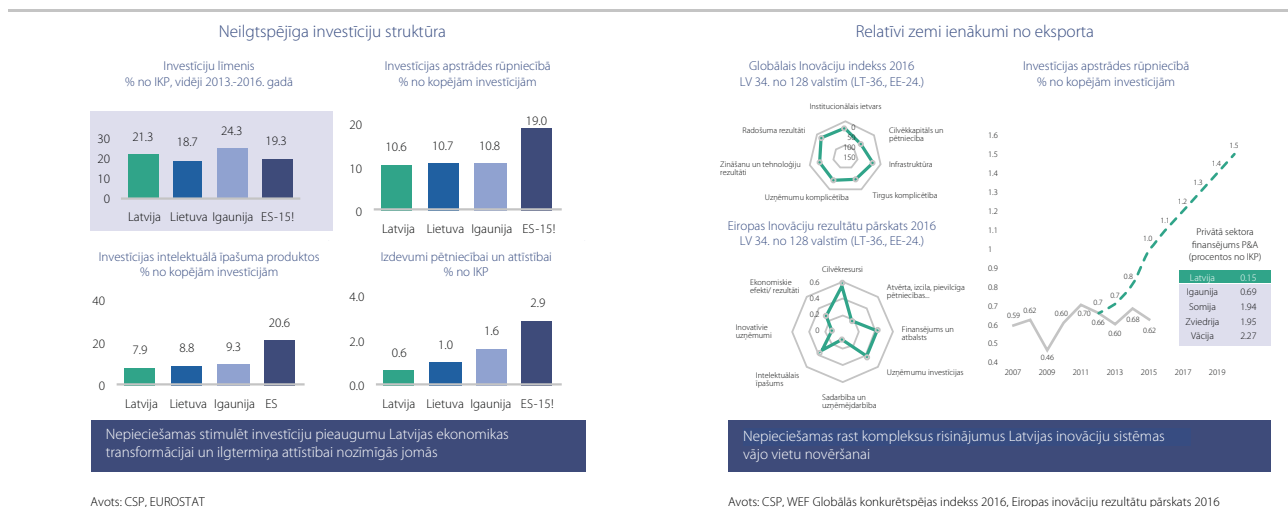 Neilgtspējīga investīciju struktūra
Investīciju līmenis
% no IKP, vidēji 2013.-2016. gadā
30
20
10
0
21.3
18.7
24.3
19.3
Latvija Lietuva Igaunija ES-15!
Investīcijas apstrādes rūpniecībā
% no kopējām investīcijām
20
10
0
10.6
10.7
10.8
19.0
Latvija Lietuva Igaunija ES-15!
Investīcijas intelektuālā īpašuma produktos
% no kopējām investīcijām
40
20
0
7.9
8.8
9.3
20.6
Latvija Lietuva Igaunija ES
Izdevumi pētniecībai un attīstībai
% no IKP
4.0
2.0
0.0
0.6
1.0
1.6
2.9
Latvija Lietuva Igaunija ES-15!
Nepieciešamas stimulēt investīciju pieaugumu Latvijas ekonomikas
transformācijai un ilgtermiņa attīstībai nozīmīgās jomās
Avots: CSP, EUROSTAT
Relatīvi zemi ienākumi no eksporta
Globālais Inovāciju indekss 2016
LV 34. no 128 valstīm (LT-36., EE-24.)
Institucionālais ietvars
Cilvēkkapitāls un
pētniecība
Infrastruktūra
Tirgus komplicētība
Uzņēmumu komplicētība
Zināšanu un tehnoloģiju
rezultāti
Radošuma rezultāti
0
50
100
150
Eiropas Inovāciju rezultātu pārskats 2016
LV 34. no 128 valstīm (LT-36., EE-24.)
Cilvēkresursi
Atvērta, izcila, pievilcīga
pētniecības...
Finansējums un
atbalsts
Uzņēmumu investīcijas
Sadarbība un
uzņēmējdarbība
Intelektuālais
īpašums
Inovatīvie
uzņēmumi
Ekonomiskie
efekti/ rezultāti
0.6
0.4
0.2
0
Investīcijas apstrādes rūpniecībā
% no kopējām investīcijām
1.6
1.5
1.4
1.3
1.2
1.1
1
0.9
0.8
0.7
0.6
0.5
0.4
0.59
0.62
0.46
0.60
0.70
0.66
0.60
0.68
0.62
0.7
0.7
0.8
1.0
1.1
1.2
1.3
1.4
1.5
2007 2009 2011 2013 2015 2017 2019
Privātā sektora
finansējums P&A
(procentos no IKP)
Latvija 0.15
Igaunija 0.69
Somija 1.94
Zviedrija 1.95
Vācija 2.27
Nepieciešamas rast kompleksus risinājumus Latvijas inovāciju sistēmas
vājo vietu novēršanai
Avots: CSP, WEF Globālās konkurētspējas indekss 2016, Eiropas inovāciju rezultātu pārskats 2016